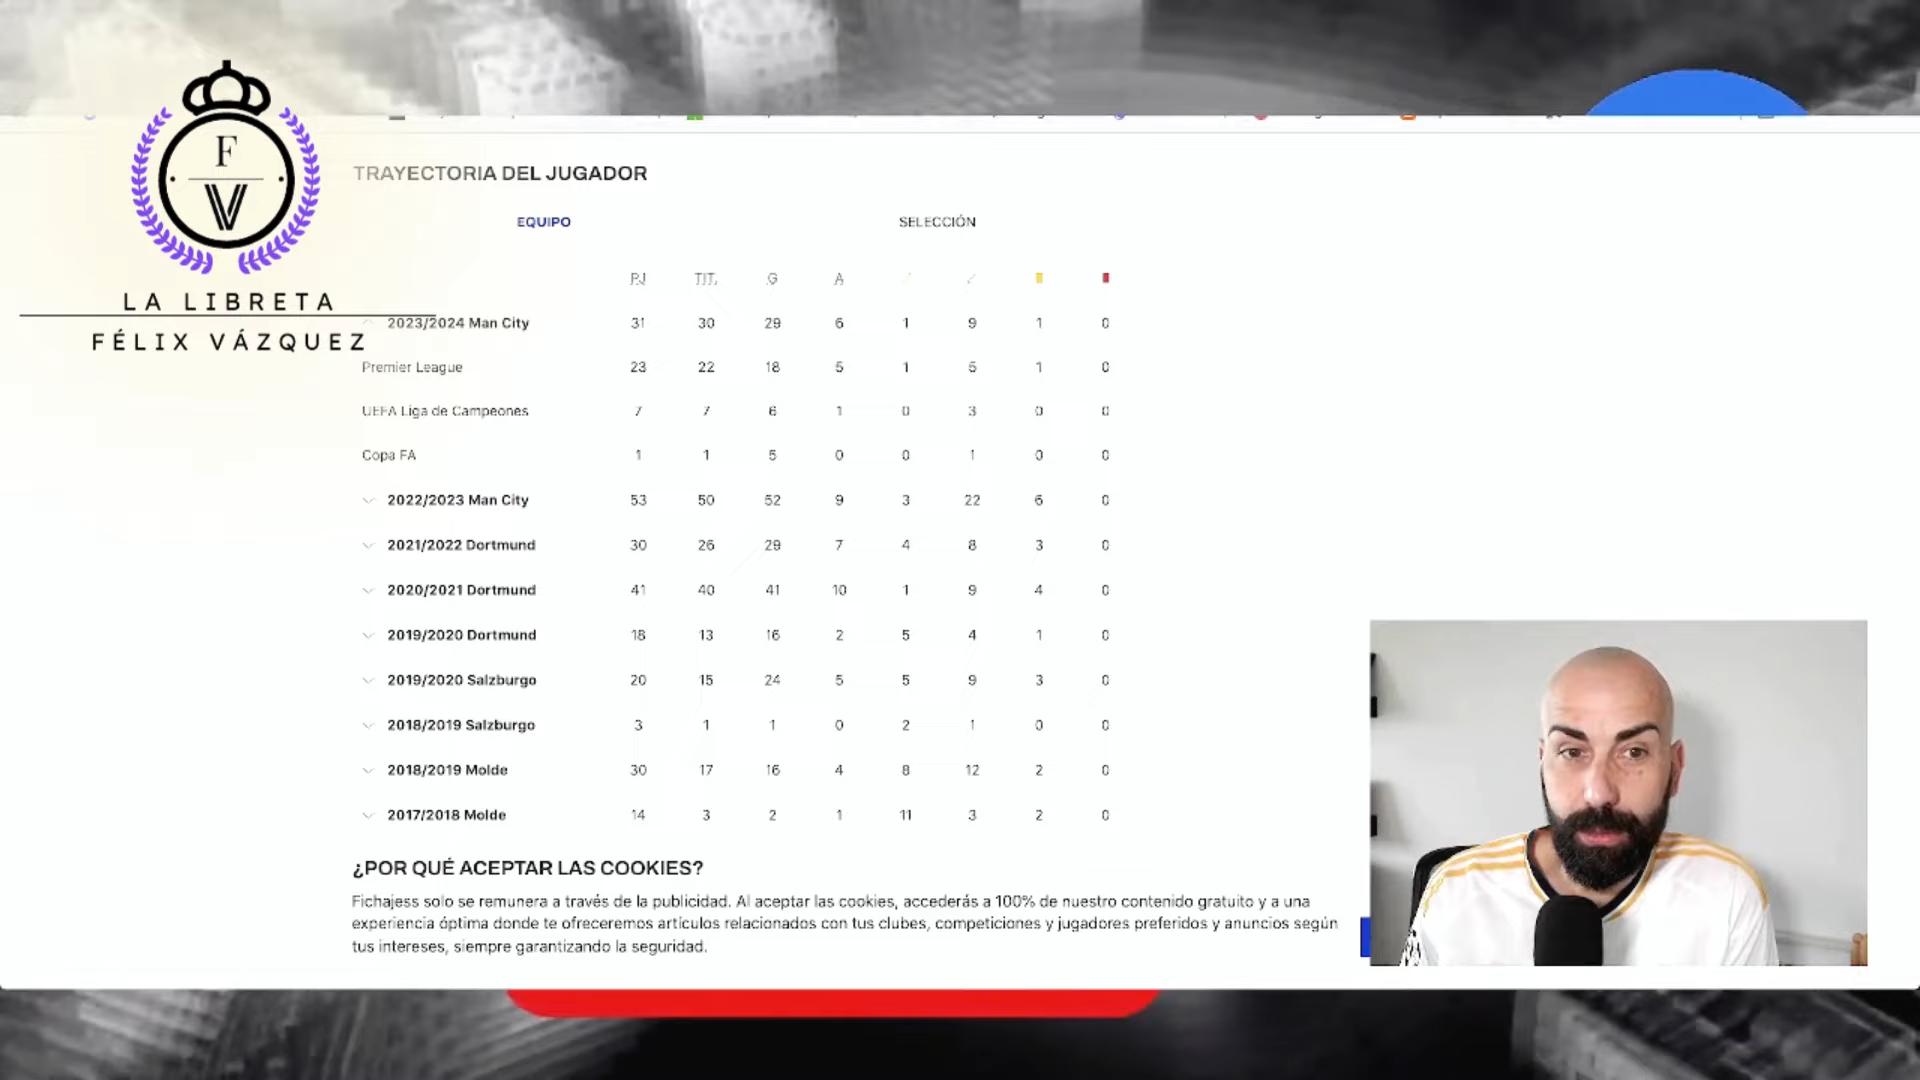 F
V
LA LIBRETA
FÉLIX VÁZQUEZ
TRAYECTORIA DEL JUGADOR
EQUIPO SELECCIÓN
PJ TIT. G A
2023/2024 Man City 31 30 29 6 1 9 1 0
Premier League 23 22 18 5 1 5 1 0
UEFA Liga de Campeones 7 7 6 1 0 3 0 0
Copa FA 1 1 5 0 0 1 0 0
2022/2023 Man City 53 50 52 9 3 22 6 0
2021/2022 Dortmund 30 26 29 7 4 8 3 0
2020/2021 Dortmund 41 40 41 10 1 9 4 0
2019/2020 Dortmund 18 13 16 2 5 4 1 0
2019/2020 Salzburgo 20 15 24 5 5 9 3 0
2018/2019 Salzburgo 3 1 1 0 2 1 0 0
2018/2019 Molde 30 17 16 4 8 12 2 0
2017/2018 Molde 14 3 2 1 11 3 2 0
¿POR QUÉ ACEPTAR LAS COOKIES?
Fichajess solo se remunera a través de la publicidad. Al aceptar las cookies, accederás a 100% de nuestro contenido gratuito y a una
experiencia óptima donde te ofreceremos artículos relacionados con tus clubes, competiciones y jugadores preferidos y anuncios según
tus intereses, siempre garantizando la seguridad.